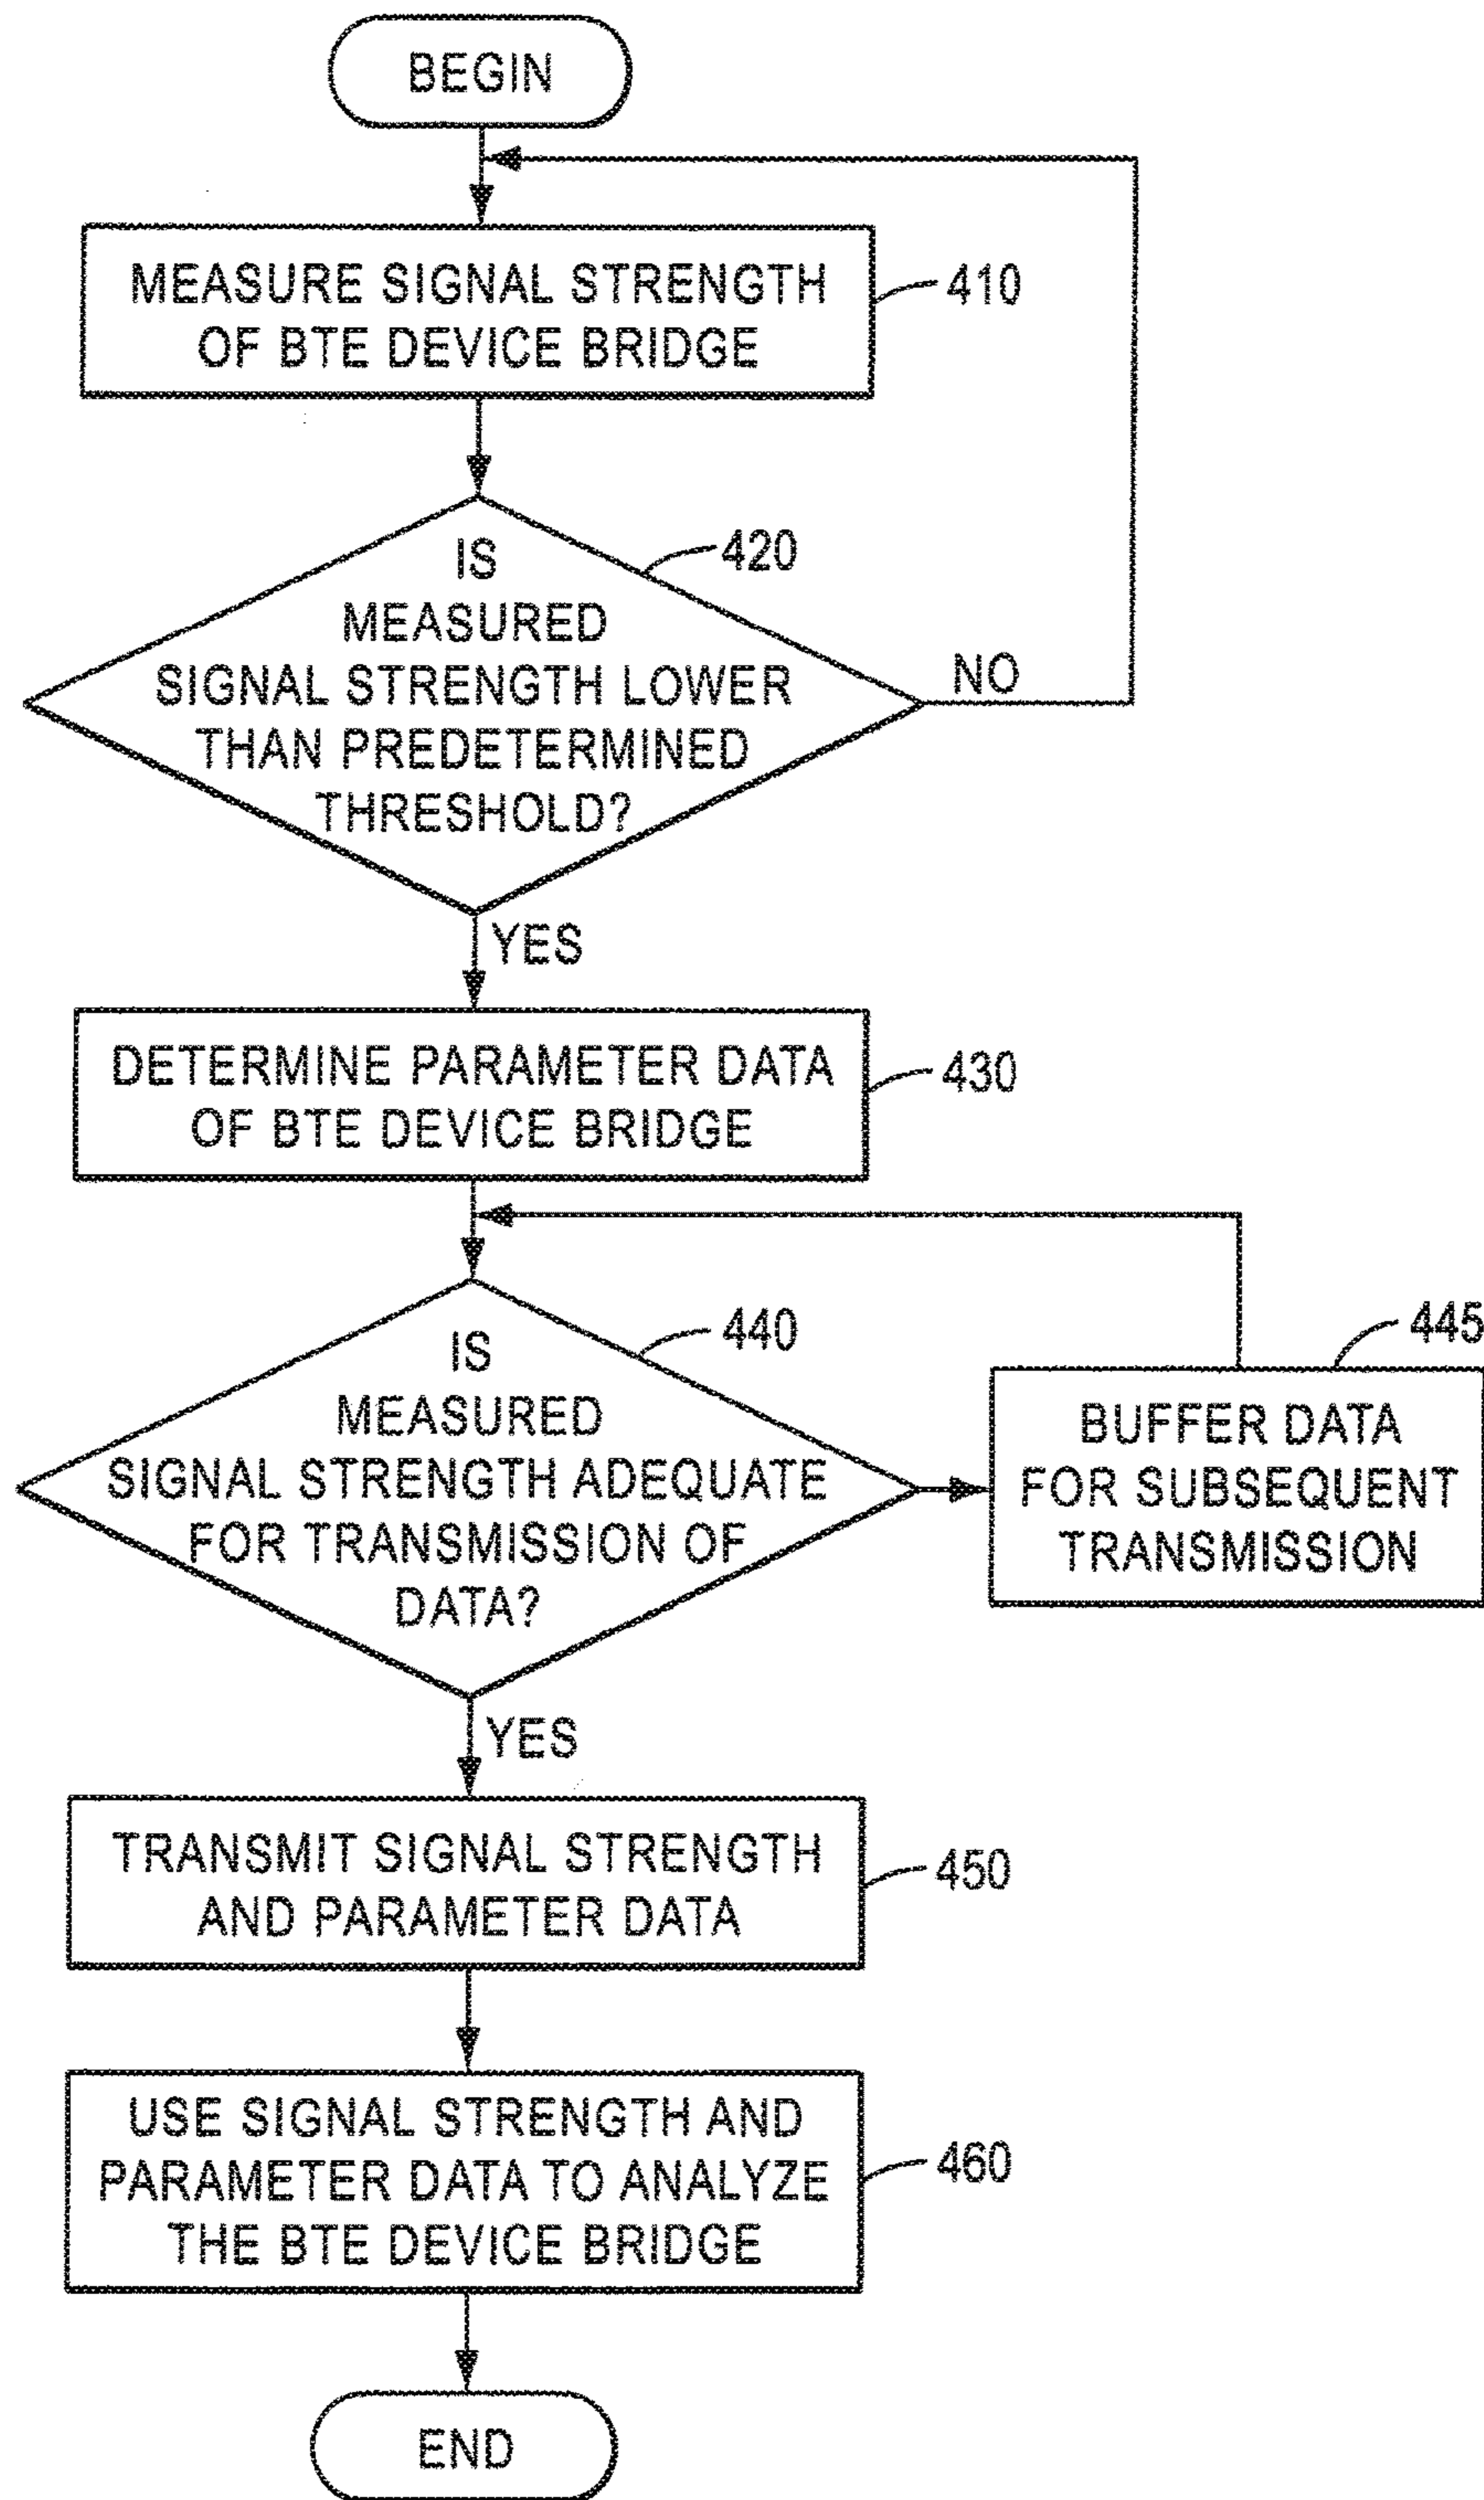 BEGIN
MEASURE SIGNAL STRENGTH
OF BTE DEVICE BRIDGE
410
IS
MEASURED
SIGNAL STRENGTH LOWER
THAN PREDETERMINED
THRESHOLD?
420
NO
YES
DETERMINE PARAMETER DATA
OF BTE DEVICE BRIDGE
430
IS
MEASURED
SIGNAL STRENGTH ADEQUATE
FOR TRANSMISSION OF
DATA?
440
445
BUFFER DATA
FOR SUBSEQUENT
TRANSMISSION
YES
TRANSMIT SIGNAL STRENGTH
AND PARAMETER DATA
450
USE SIGNAL STRENGTH AND
PARAMETER DATA TO ANALYZE
THE BTE DEVICE BRIDGE
460
END